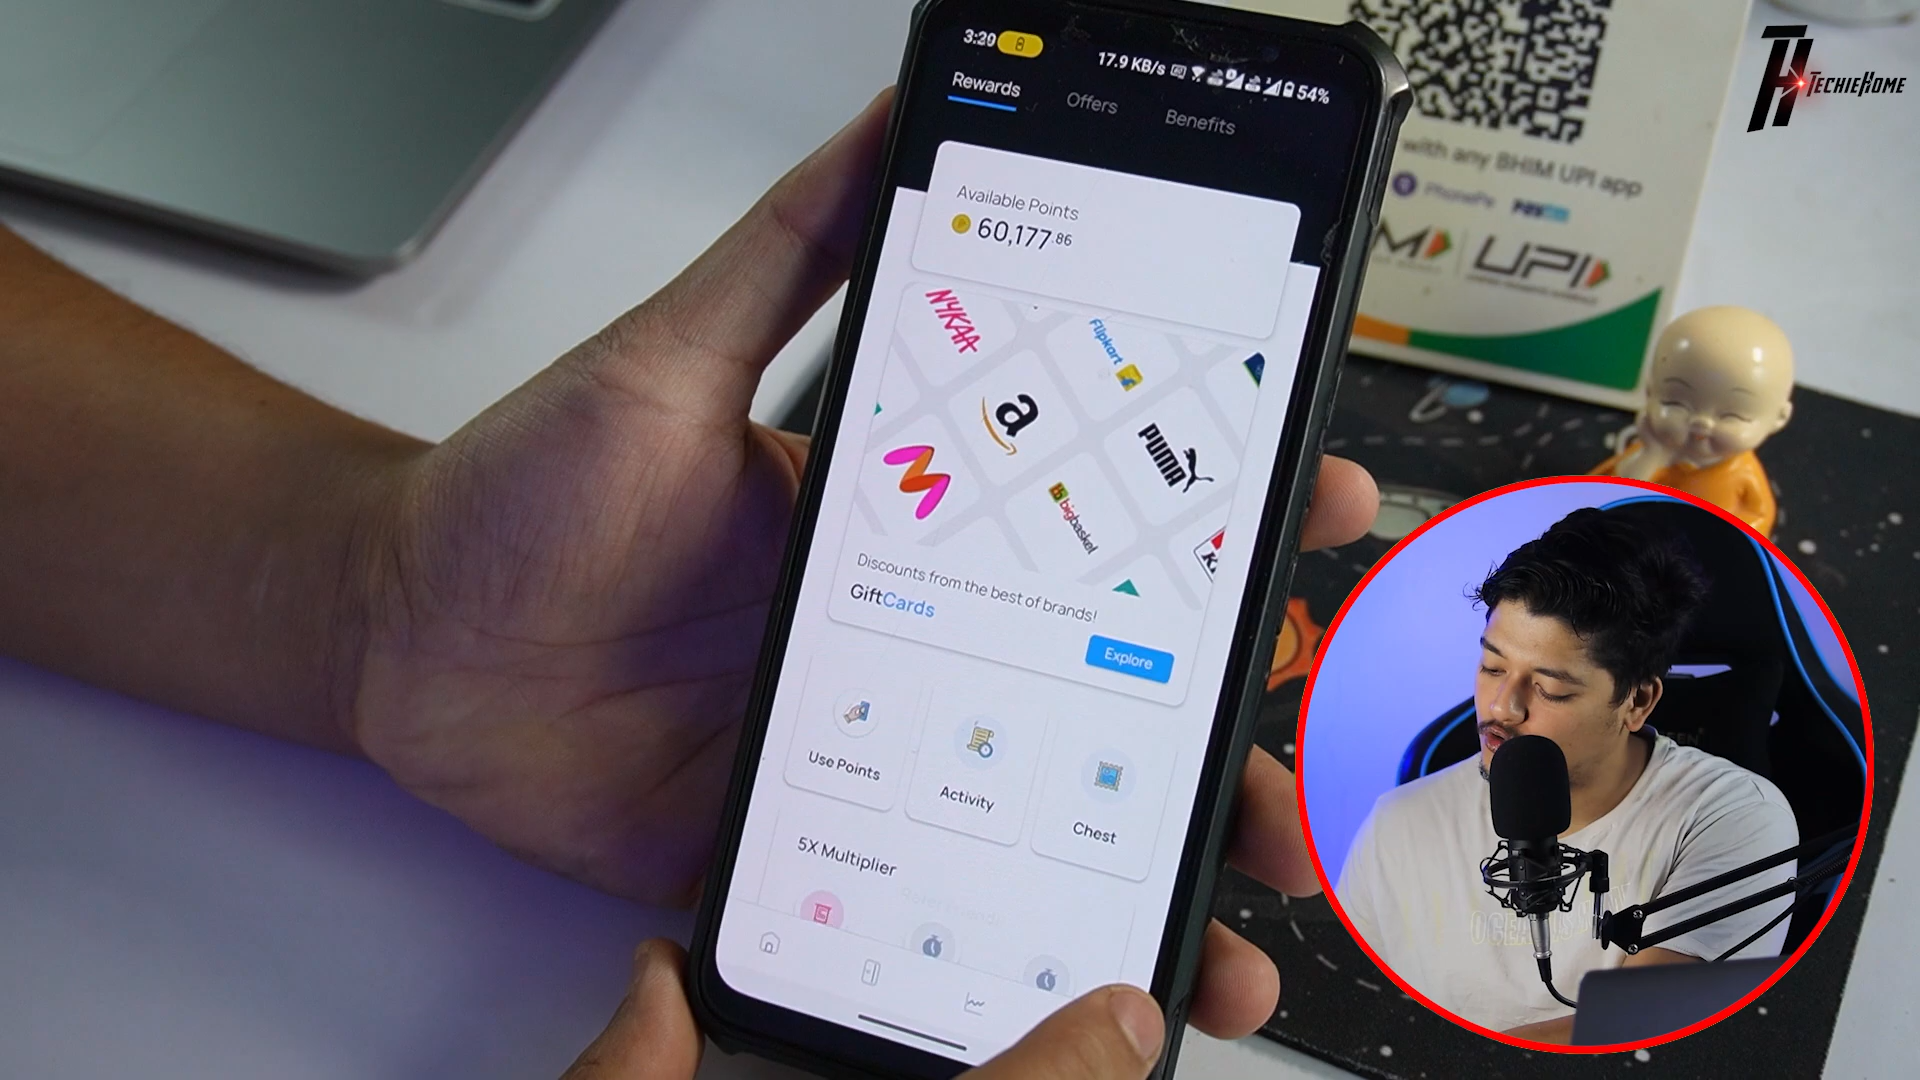 3:29
17.9 KB/s
54%
Rewards
Offers
Benefits
Available Points
60,177.86
NYKAA
Flipkart
a
PUMA
bigbasket
Discounts from the best of brands!
GiftCards
Explore
Use Points
Activity
Chest
5X Multiplier
with any BHIM UPI app
PhonePe
Paytm
UPI
TECHIEHOME